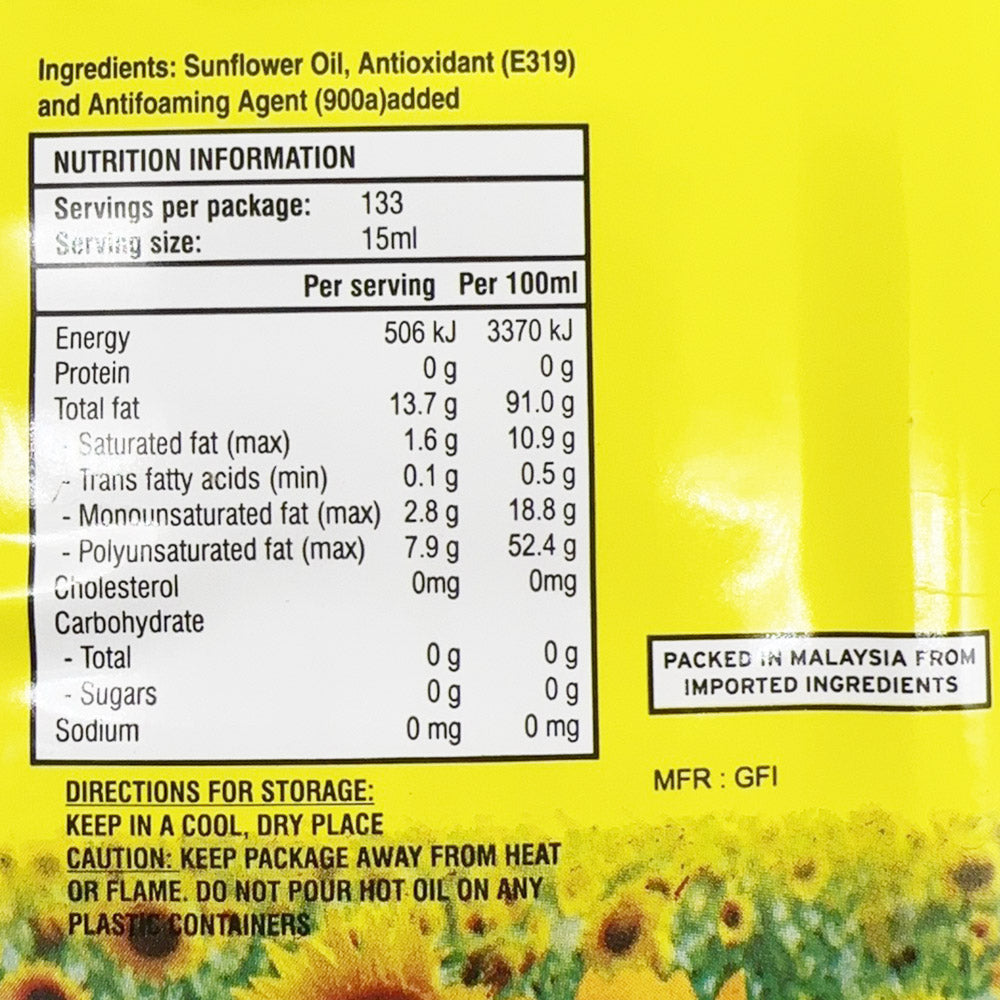 Ingredients: Sunflower Oil, Antioxidant (E319)
and Antifoaming Agent (900a)added
NUTRITION INFORMATION
Servings per package: 133
Serving size: 15ml
Per serving Per 100ml
Energy 506 kJ 3370 kJ
Protein 0 g 0 g
Total fat 13.7 g 91.0 g
- Saturated fat (max) 1.6 g 10.9 g
- Trans fatty acids (min) 0.1 g 0.5 g
- Monounsaturated fat (max) 2.8 g 18.8 g
- Polyunsaturated fat (max) 7.9 g 52.4 g
Cholesterol 0mg 0mg
Carbohydrate
- Total 0 g 0 g
- Sugars 0 g 0 g
Sodium 0 mg 0 mg
DIRECTIONS FOR STORAGE:
KEEP IN A COOL, DRY PLACE
CAUTION: KEEP PACKAGE AWAY FROM HEAT
OR FLAME. DO NOT POUR HOT OIL ON ANY
PLASTIC CONTAINERS
PACKED IN MALAYSIA FROM
IMPORTED INGREDIENTS
MFR : GFI